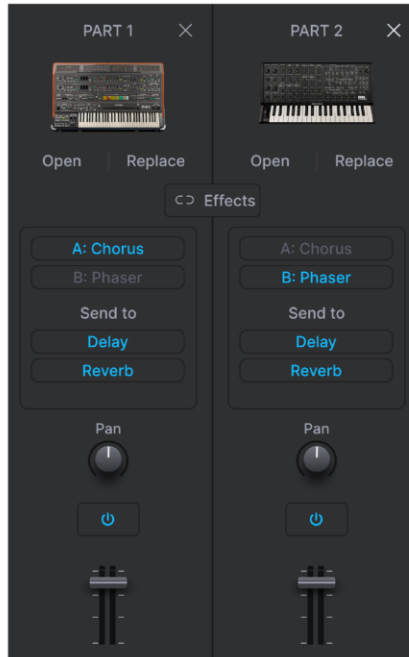 PART 1
PART 2
Open
Replace
Open
Replace
Effects
A: Chorus
B: Phaser
Send to
Delay
Reverb
A: Chorus
B: Phaser
Send to
Delay
Reverb
Pan
Pan